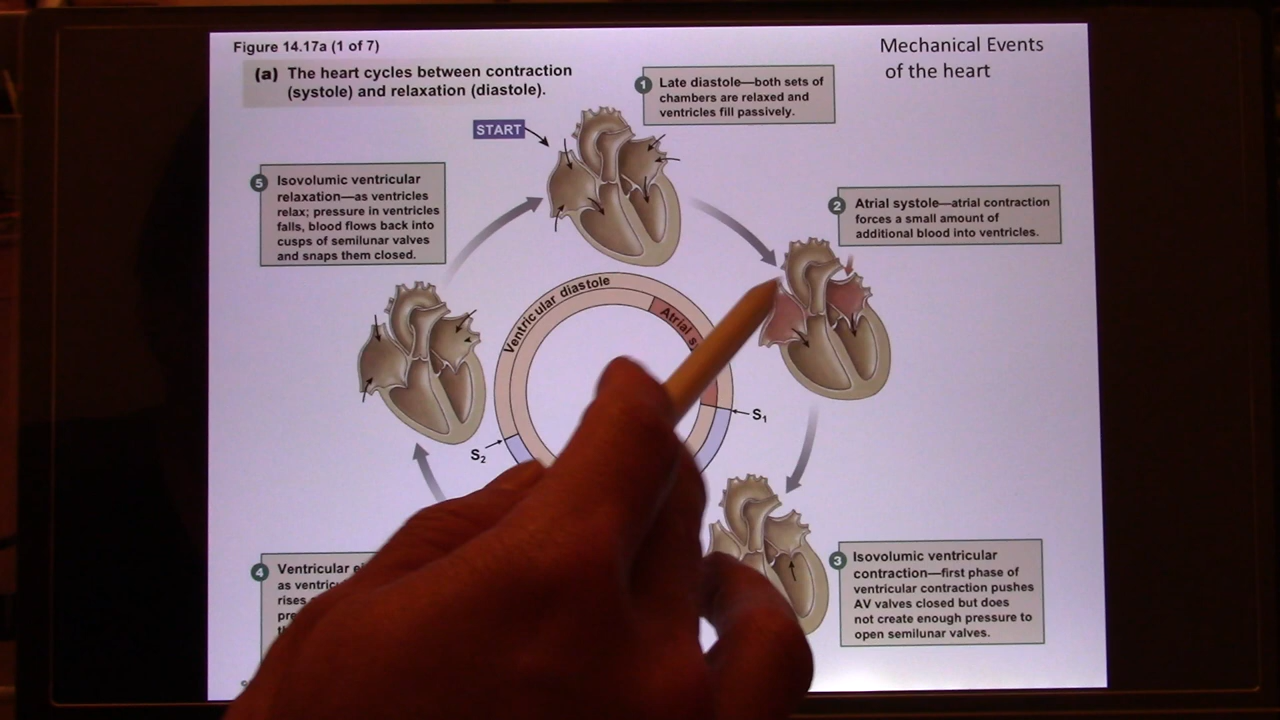 Figure 14.17a (1 of 7)
Mechanical Events
of the heart
(a) The heart cycles between contraction
(systole) and relaxation (diastole).
1 Late diastole—both sets of
chambers are relaxed and
ventricles fill passively.
START
5 Isovolumic ventricular
relaxation—as ventricles
relax; pressure in ventricles
falls, blood flows back into
cusps of semilunar valves
and snaps them closed.
2 Atrial systole—atrial contraction
forces a small amount of
additional blood into ventricles.
Ventricular diastole
Atrial
S1
S2
3 Isovolumic ventricular
contraction—first phase of
ventricular contraction pushes
AV valves closed but does
not create enough pressure to
open semilunar valves.
4 Ventricular
as
rises